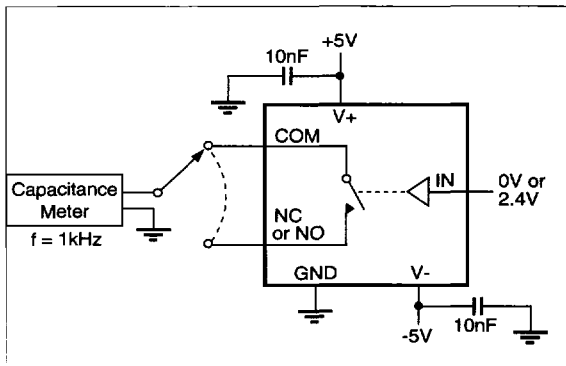 +5V
10nF
V+
COM
IN
0V or
2.4V
Capacitance
Meter
f = 1kHz
NC
or NO
GND
V-
-5V
10nF